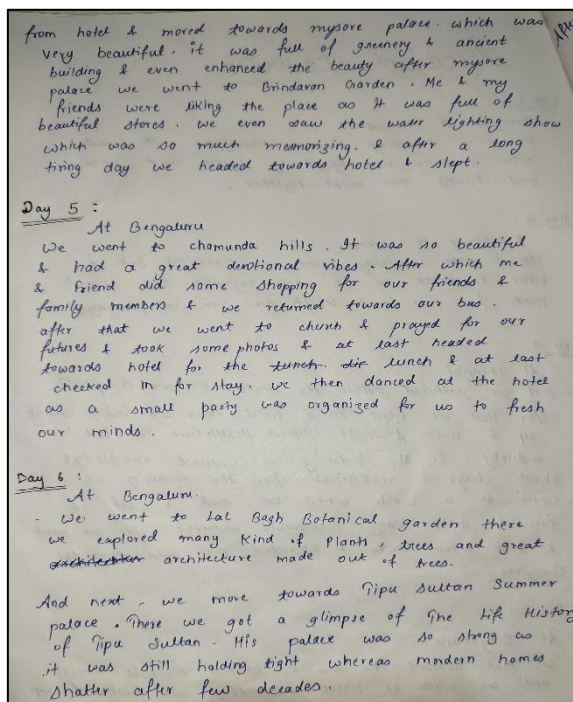 from hotel & moved towards mysore palace. which was
very beautiful. it was full of greenery & ancient
building & even enhanced the beauty after mysore
palace we went to Brindavan Garden. Me & my
friends were liking the place as it was full of
beautiful stores. we even saw the water lighting show
which was so much mesmorizing. & after a long
tiring day we headed towards hotel & slept.
Day 5 :
At Bengaluru
We went to chamunda hills. It was so beautiful
& had a great devotional vibes. After which me
& friend did some shopping for our friends &
family members & we returned towards our bus.
after that we went to church & prayed for our
futures & took some photos & at last headed
towards hotel for the lunch & at last
checked in for stay. we then danced at the hotel
as a small party was organized for us to fresh
our minds.
Day 6 :
At Bengaluru.
We went to Lal Bagh Botanical garden there
we explored many kind of Plants, trees and great
architecture made out of trees.
And next, we move towards Tipu Sultan Summer
palace. There we got a glimpse of The Life History
of Tipu Sultan. His palace was so strong as
it was still holding tight whereas mordern homes
shatter after few decades.